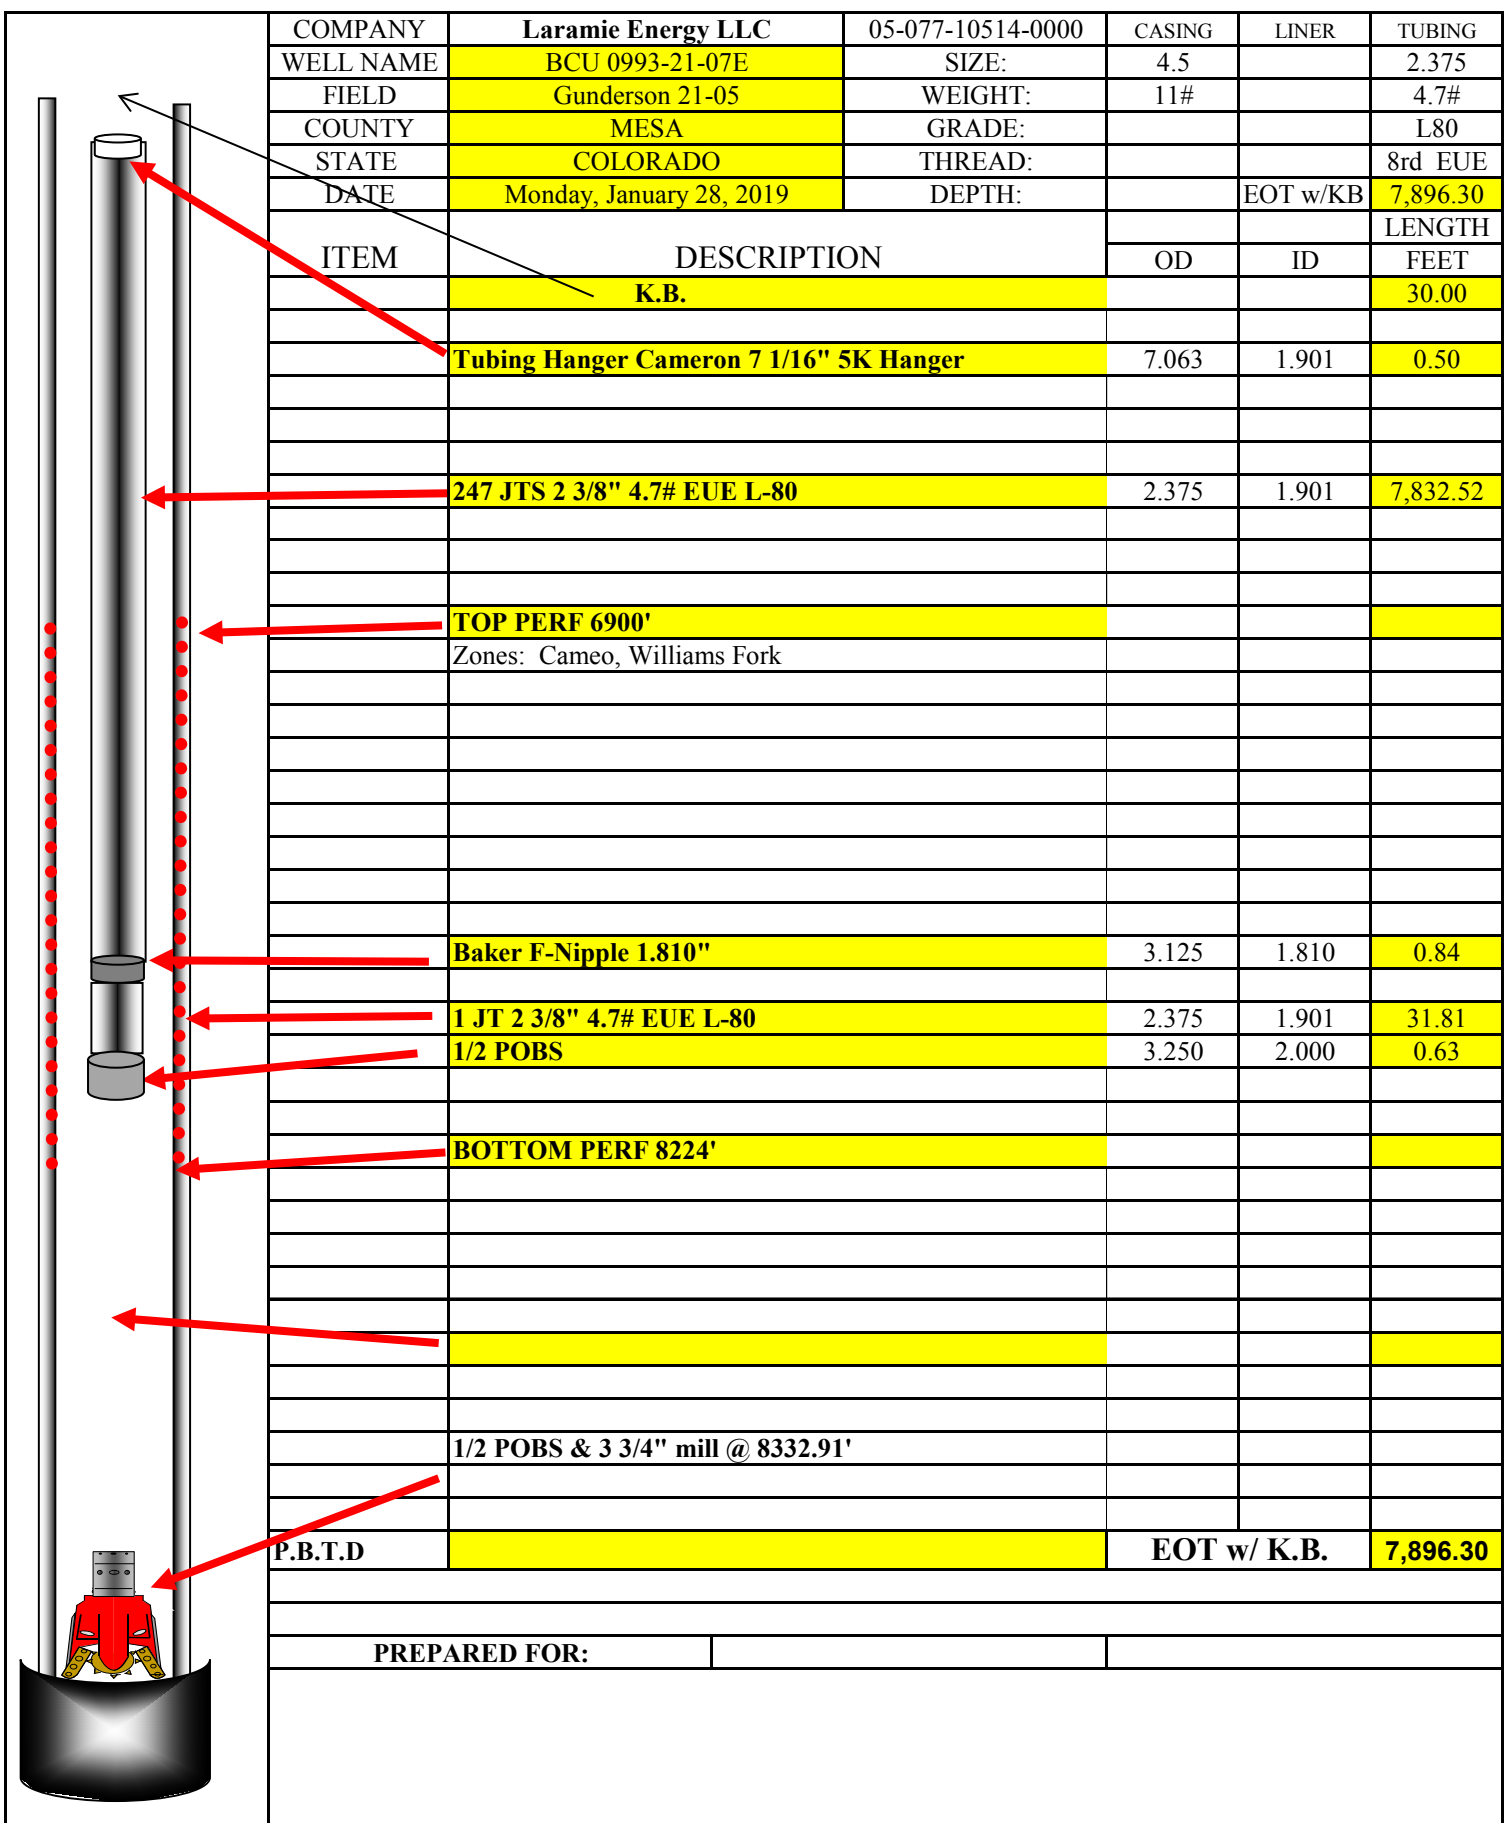 COMPANY Laramie Energy LLC 05-077-10514-0000 CASING LINER TUBING
WELL NAME BCU 0993-21-07E SIZE: 4.5 2.375
FIELD Gunderson 21-05 WEIGHT: 11# 4.7#
COUNTY MESA GRADE: L80
STATE COLORADO THREAD: 8rd EUE
DATE Monday, January 28, 2019 DEPTH: EOT w/KB 7,896.30
LENGTH
ITEM DESCRIPTION OD ID FEET
K.B. 30.00
Tubing Hanger Cameron 7 1/16" 5K Hanger 7.063 1.901 0.50
247 JTS 2 3/8" 4.7# EUE L-80 2.375 1.901 7,832.52
TOP PERF 6900'
Zones: Cameo, Williams Fork
Baker F-Nipple 1.810" 3.125 1.810 0.84
1 JT 2 3/8" 4.7# EUE L-80 2.375 1.901 31.81
1/2 POBS 3.250 2.000 0.63
BOTTOM PERF 8224'
1/2 POBS & 3 3/4" mill @ 8332.91'
P.B.T.D EOT w/ K.B. 7,896.30
PREPARED FOR: